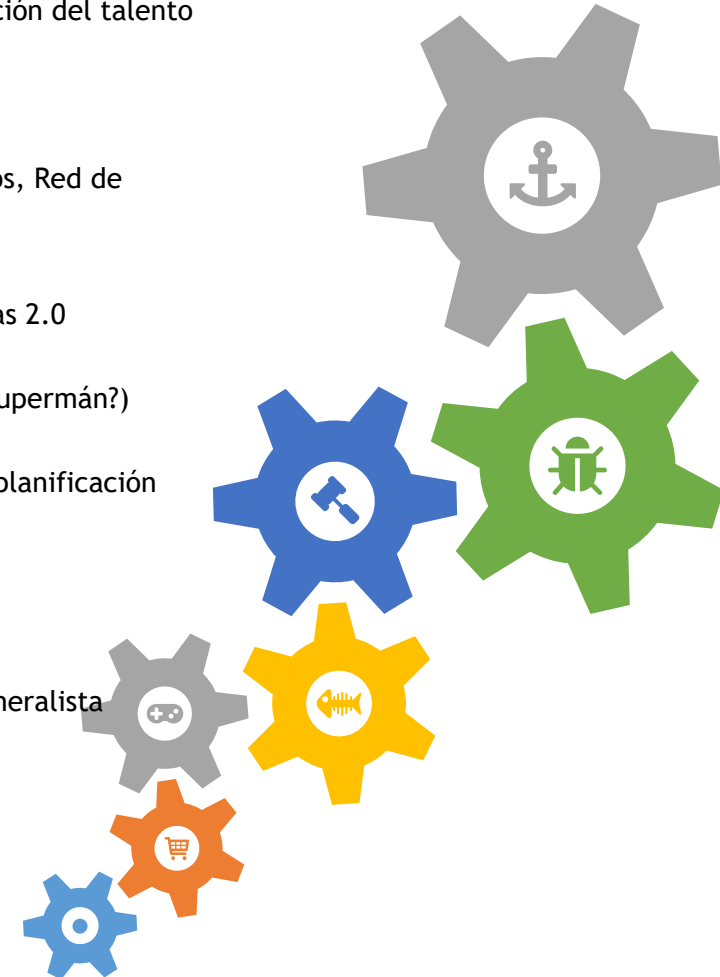 ción del talento
os, Red de
as 2.0
upermán?)
planificación
neralista